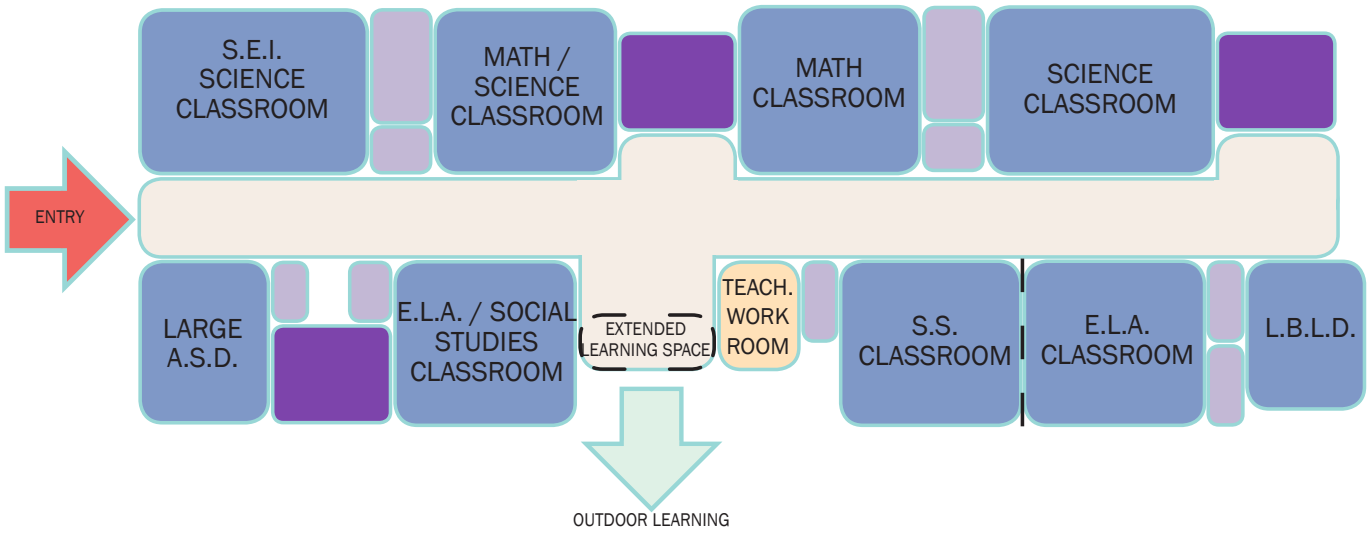 S.E.I.
SCIENCE
CLASSROOM
MATH /
SCIENCE
CLASSROOM
MATH
CLASSROOM
SCIENCE
CLASSROOM
ENTRY
LARGE
A.S.D.
E.L.A. / SOCIAL
STUDIES
CLASSROOM
EXTENDED
LEARNING SPACE
TEACH.
WORK
ROOM
S.S.
CLASSROOM
E.L.A.
CLASSROOM
L.B.L.D.
OUTDOOR LEARNING